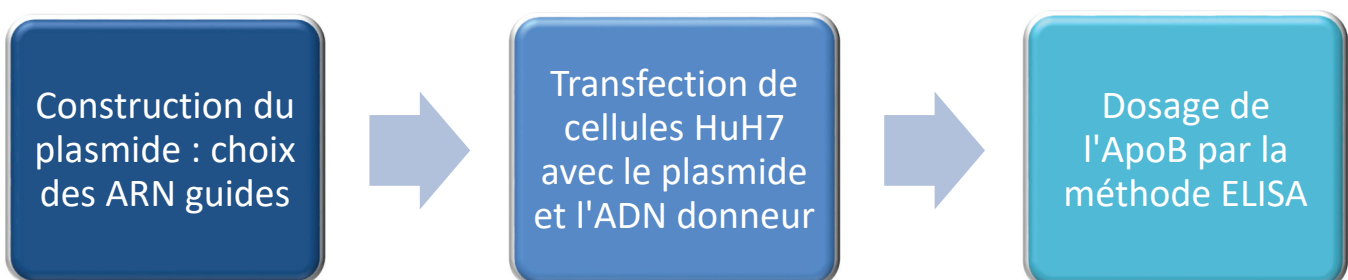 Construction du
plasmide : choix
des ARN guides
Transfection de
cellules HuH7
avec le plasmide
et l'ADN donneur
Dosage de
l'ApoB par la
méthode ELISA